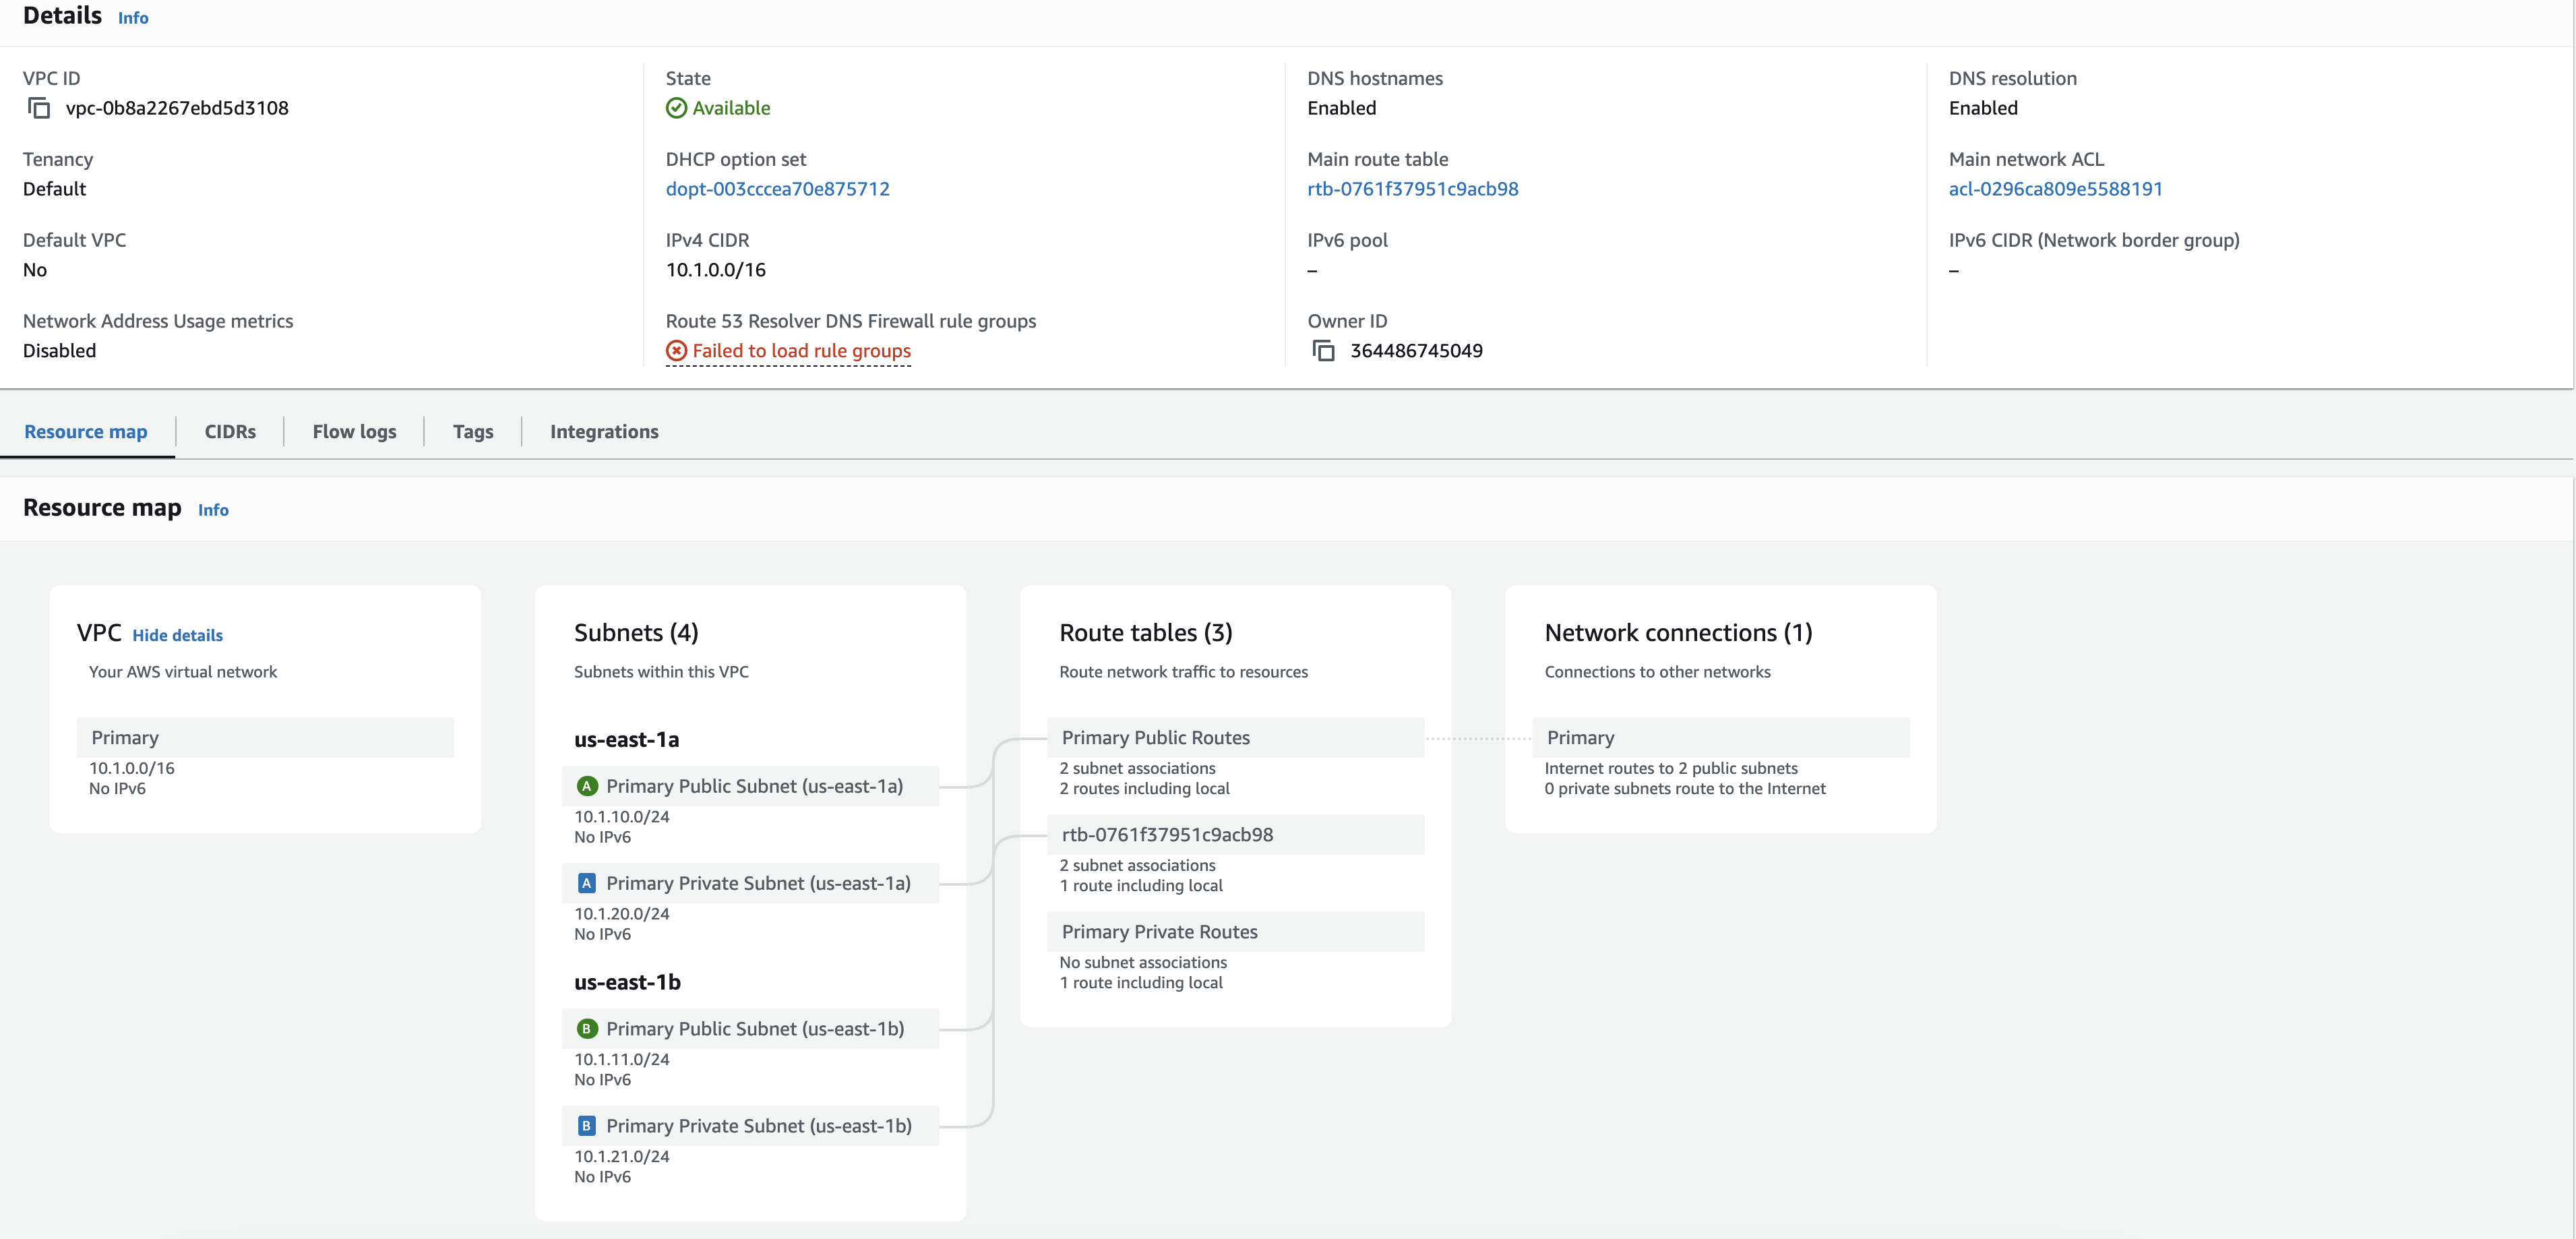 Details Info
VPC ID
vpc-0b8a2267ebd5d3108
State
Available
DNS hostnames
Enabled
DNS resolution
Enabled
Tenancy
Default
DHCP option set
dopt-003cccea70e875712
Main route table
rtb-0761f37951c9acb98
Main network ACL
acl-0296ca809e5588191
Default VPC
No
IPv4 CIDR
10.1.0.0/16
IPv6 pool
–
IPv6 CIDR (Network border group)
–
Network Address Usage metrics
Disabled
Route 53 Resolver DNS Firewall rule groups
Failed to load rule groups
Owner ID
364486745049
Resource map
CIDRs
Flow logs
Tags
Integrations
Resource map Info
VPC Hide details
Your AWS virtual network
Primary
10.1.0.0/16
No IPv6
Subnets (4)
Subnets within this VPC
us-east-1a
A Primary Public Subnet (us-east-1a)
10.1.10.0/24
No IPv6
A Primary Private Subnet (us-east-1a)
10.1.20.0/24
No IPv6
us-east-1b
B Primary Public Subnet (us-east-1b)
10.1.11.0/24
No IPv6
B Primary Private Subnet (us-east-1b)
10.1.21.0/24
No IPv6
Route tables (3)
Route network traffic to resources
Primary Public Routes
2 subnet associations
2 routes including local
rtb-0761f37951c9acb98
2 subnet associations
1 route including local
Primary Private Routes
No subnet associations
1 route including local
Network connections (1)
Connections to other networks
Primary
Internet routes to 2 public subnets
0 private subnets route to the Internet